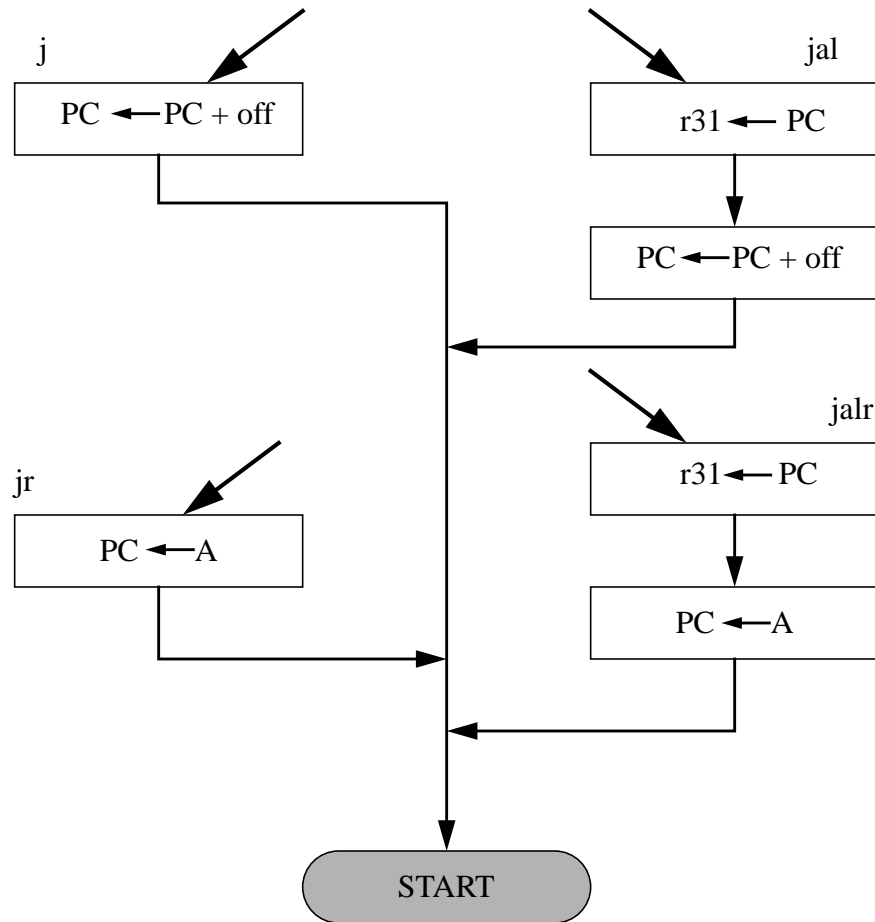 j
jal
PC ← PC + off
r31 ← PC
PC ← PC + off
jalr
r31 ← PC
jr
PC ← A
PC ← A
START